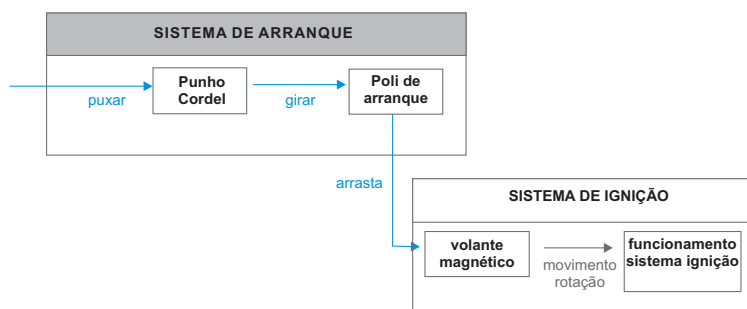 SISTEMA DE ARRANQUE
Punho
Cordel
Poli de
arranque
puxar
girar
arrasta
SISTEMA DE IGNIÇÃO
volante
magnético
funcionamento
sistema ignição
movimento
rotação